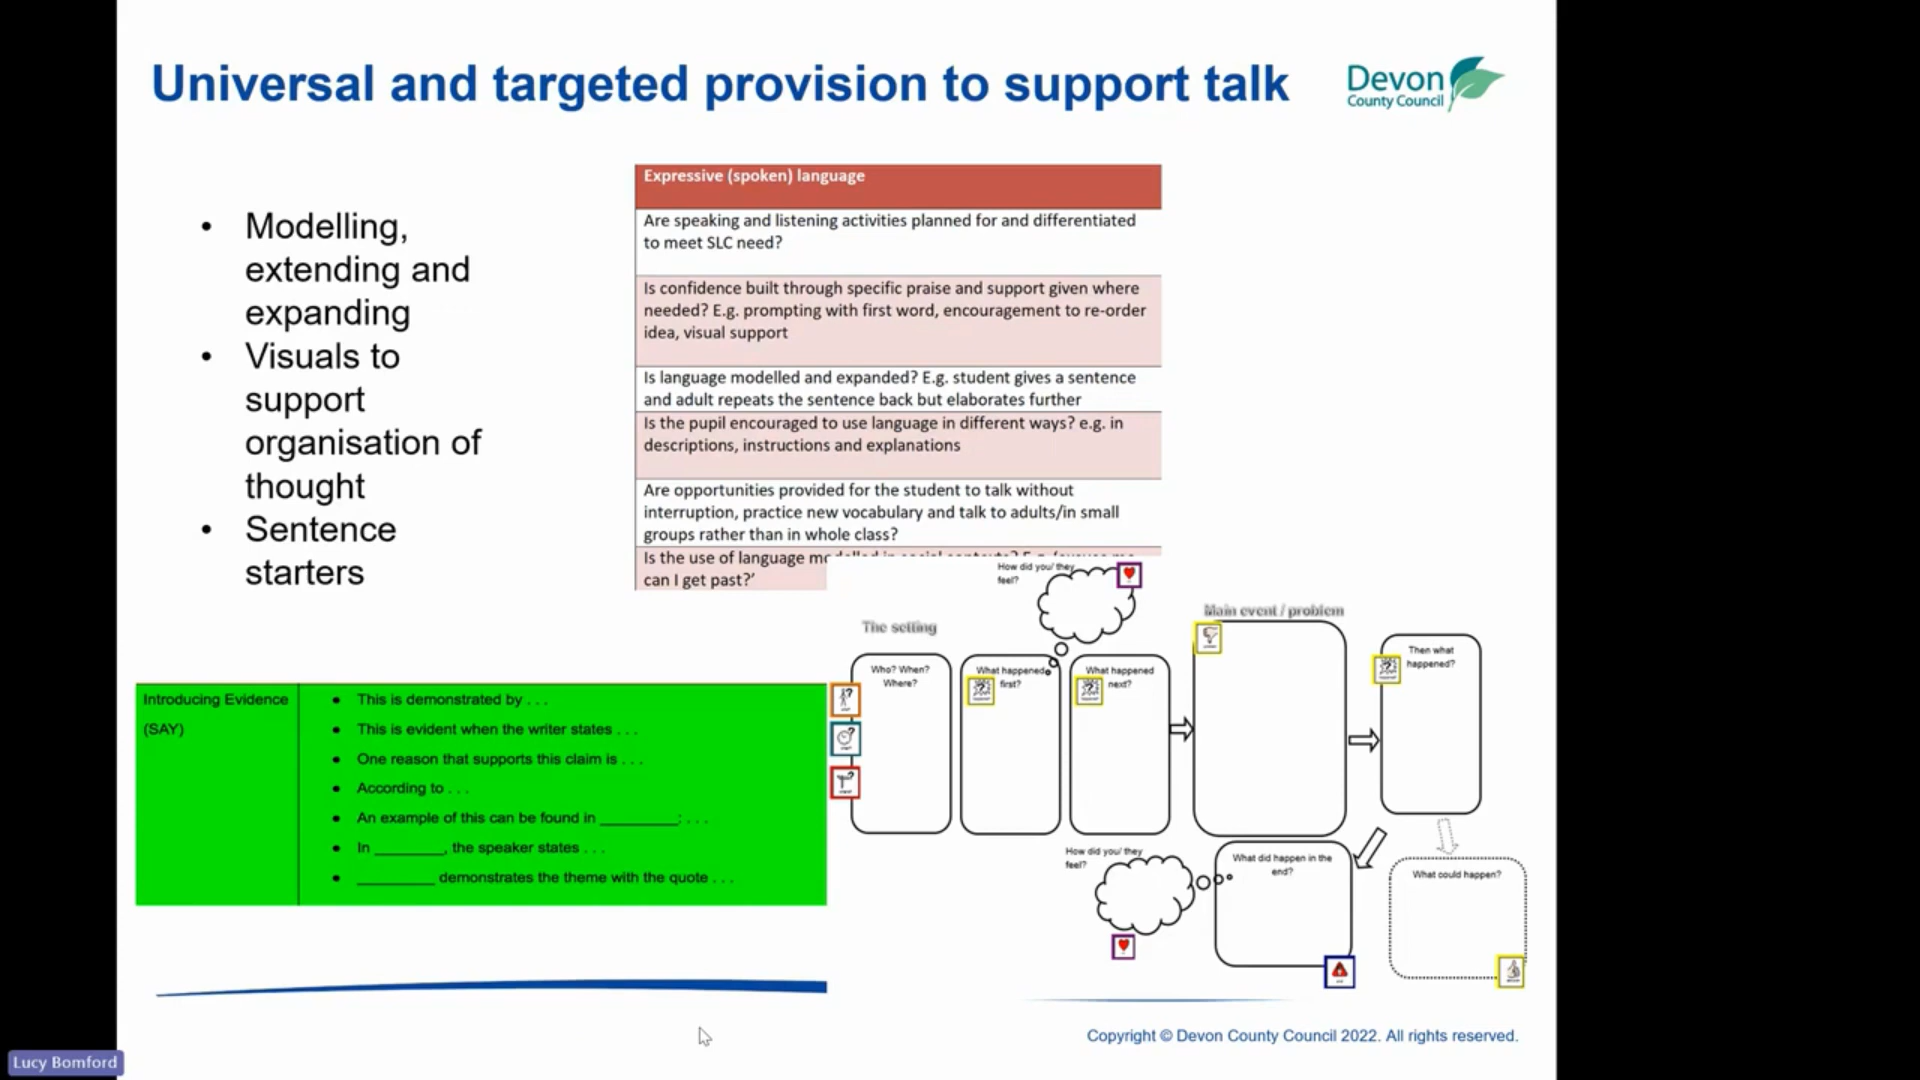 Universal and targeted provision to support talk
Devon
County Council
• Modelling,
extending and
expanding
• Visuals to
support
organisation of
thought
• Sentence
starters
Expressive (spoken) language
Are speaking and listening activities planned for and differentiated
to meet SLC need?
Is confidence built through specific praise and support given where
needed? E.g. prompting with first word, encouragement to re-order
idea, visual support
Is language modelled and expanded? E.g. student gives a sentence
and adult repeats the sentence back but elaborates further
Is the pupil encouraged to use language in different ways? e.g. in
descriptions, instructions and explanations
Are opportunities provided for the student to talk without
interruption, practice new vocabulary and talk to adults/in small
groups rather than in whole class?
Is the use of language
can I get past?'
Introducing Evidence
(SAY)
• This is demonstrated by . . .
• This is evident when the writer states . . .
• One reason that supports this claim is . . .
• According to . . .
• An example of this can be found in _________: . . .
• In ________, the speaker states . . .
• _________ demonstrates the theme with the quote . . .
The setting
Who? When?
Where?
What happened
first?
How did you/ they
feel?
What happened
next?
Main event / problem
Then what
happened?
How did you/ they
feel?
What did happen in the
end?
What could happen?
Copyright © Devon County Council 2022. All rights reserved.
Lucy Bomford